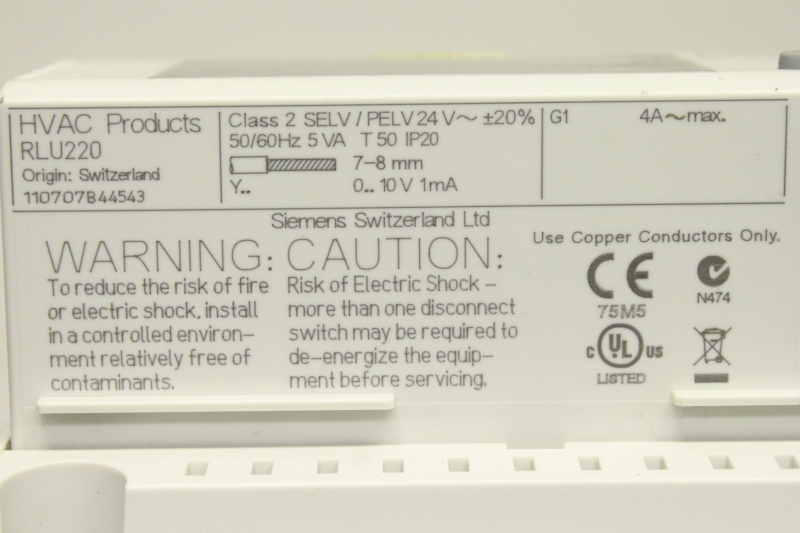 HVAC Products
RLU220
Origin: Switzerland
110707B44543
Class 2 SELV / PELV 24 V~ ±20%
50/60Hz 5 VA T 50 IP20
7–8 mm
Y.. 0.. 10 V 1mA
G1 4A~max.
Siemens Switzerland Ltd
WARNING:
To reduce the risk of fire
or electric shock, install
in a controlled environ–
ment relatively free of
contaminants.
CAUTION:
Risk of Electric Shock –
more than one disconnect
switch may be required to
de–energize the equip–
ment before servicing.
Use Copper Conductors Only.
CE
N474
75M5
C UL US
LISTED